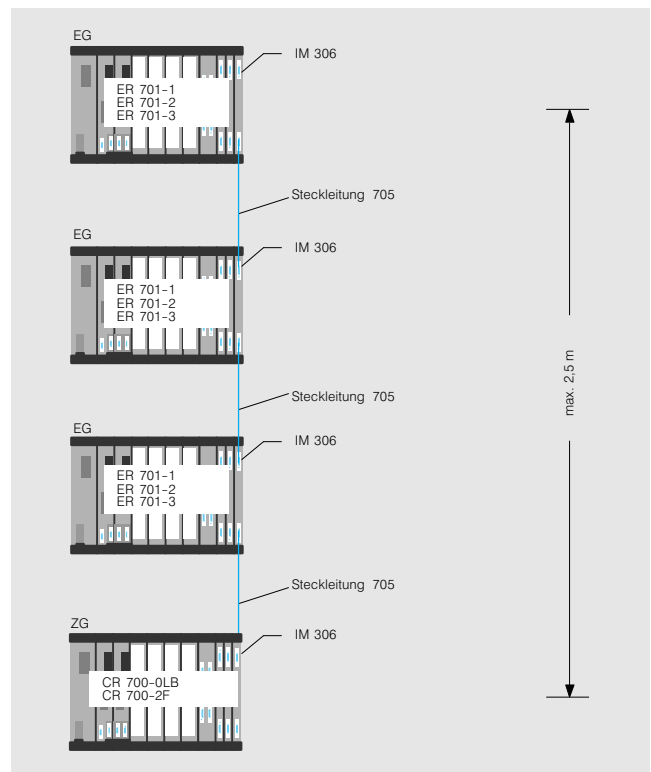 EG
IM 306
ER 701-1
ER 701-2
ER 701-3
Steckleitung 705
EG
IM 306
ER 701-1
ER 701-2
ER 701-3
max. 2,5 m
Steckleitung 705
EG
IM 306
ER 701-1
ER 701-2
ER 701-3
Steckleitung 705
ZG
IM 306
CR 700-0LB
CR 700-2F